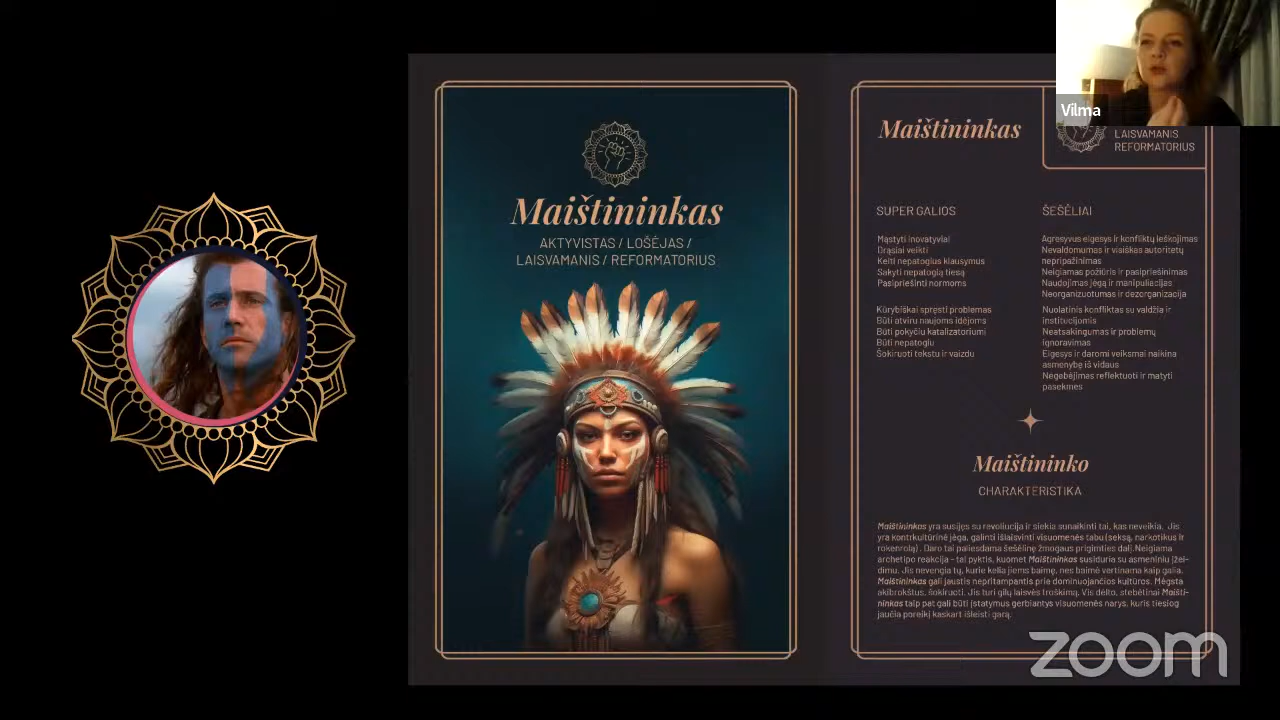 Vilma
Maištininkas
AKTYVISTAS / LOŠĖJAS /
LAISVAMANIS / REFORMATORIUS
Maištininkas
LAISVAMANIS
REFORMATORIUS
SUPER GALIOS
Mąstyti inovatyviai
Drąsiai veikti
Kelti nepatogius klausymus
Sakyti nepatogią tiesą
Pasipriešinti normoms
Kūrybiškai spręsti problemas
Būti atviru naujoms idėjoms
Būti pokyčių katalizatoriumi
Būti nepatogiu
Šokiruoti tekstu ir vaizdu
ŠEŠĖLIAI
Agresyvus elgesys ir konfliktų ieškojimas
Nevaldomumas ir visiškas autoritetų
nepripažinimas
Neigiamas požiūris ir pasipriešinimas
Naudojimas jėgą ir manipuliacijas
Neorganizuotumas ir dezorganizacija
Nuolatinis konfliktas su valdžia ir
institucijomis
Neatsakingumas ir problemų
ignoravimas
Elgesys ir daromi veiksmai naikina
asmenybę iš vidaus
Negebėjimas reflektuoti ir matyti
pasekmes
Maištininko
CHARAKTERISTIKA
Maištininkas yra susijęs su revoliucija ir siekia sunaikinti tai, kas neveikia. Jis
yra kontrkultūrinė jėga, galinti išlaisvinti visuomenės tabu (seksą, narkotikus ir
rokenrolą). Daro tai paliesdama šešėlinę žmogaus prigimties dalį. Neigiama
archetipo reakcija – tai pyktis, kuomet Maištininkas susiduria su asmeniniu įžei-
dimu. Jis nevengia tų, kurie kelia jiems baimę, nes baimė vertinama kaip galia.
Maištininkas gali jaustis nepritampantis prie dominuojančios kultūros. Mėgsta
akibrokštus, šokiruoti. Jis turi gilų laisvės troškimą. Vis dėlto, stebėtinai Maišti-
ninkas taip pat gali būti įstatymus gerbiantys visuomenės narys, kuris tiesiog
jaučia poreikį kaskart išleisti garą.
zoom